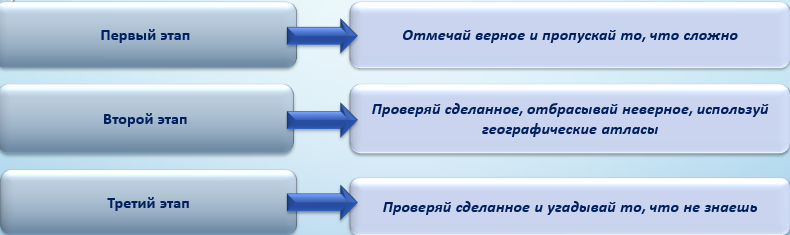 Первый этап
Отмечай верное и пропускай то, что сложно
Второй этап
Проверяй сделанное, отбрасывай неверное, используй
географические атласы
Третий этап
Проверяй сделанное и угадывай то, что не знаешь